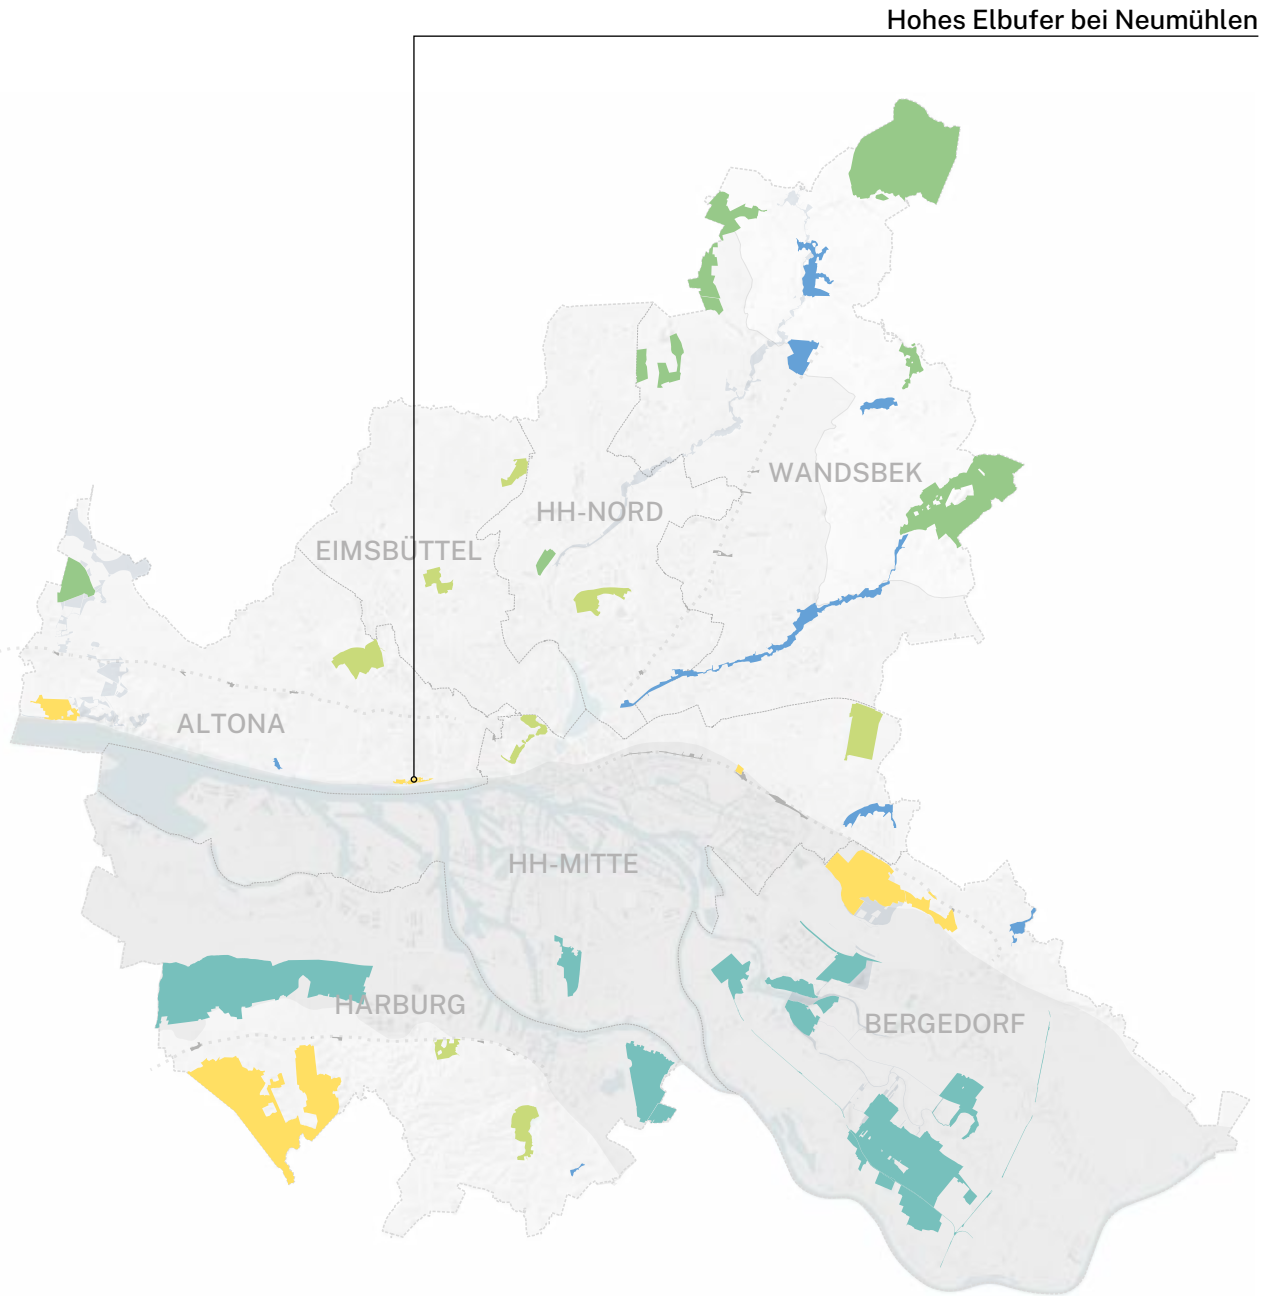 Hohes Elbufer bei Neumühlen
WANDSBEK
HH-NORD
EIMSBÜTTEL
ALTONA
HH-MITTE
HARBURG
BERGEDORF